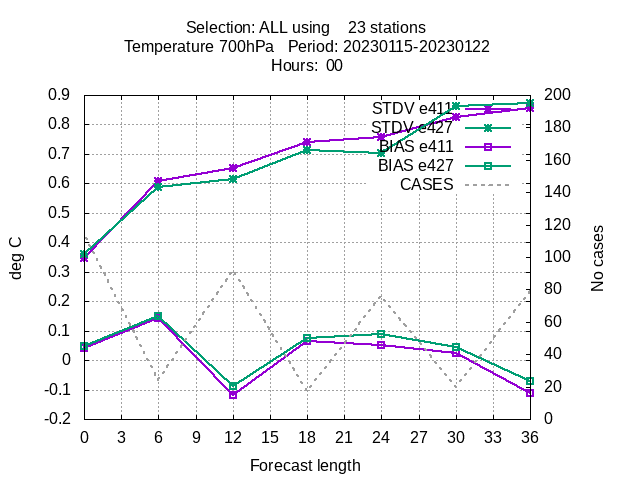 Selection: ALL using 23 stations
Temperature 700hPa Period: 20230115-20230122
Hours: 00
0.9
0.8
0.7
0.6
0.5
0.4
0.3
0.2
0.1
0
-0.1
-0.2
deg C
STDV e411
STDV e427
BIAS e411
BIAS e427
CASES
200
180
160
140
120
100
80
60
40
20
0
No cases
0 3 6 9 12 15 18 21 24 27 30 33 36
Forecast length